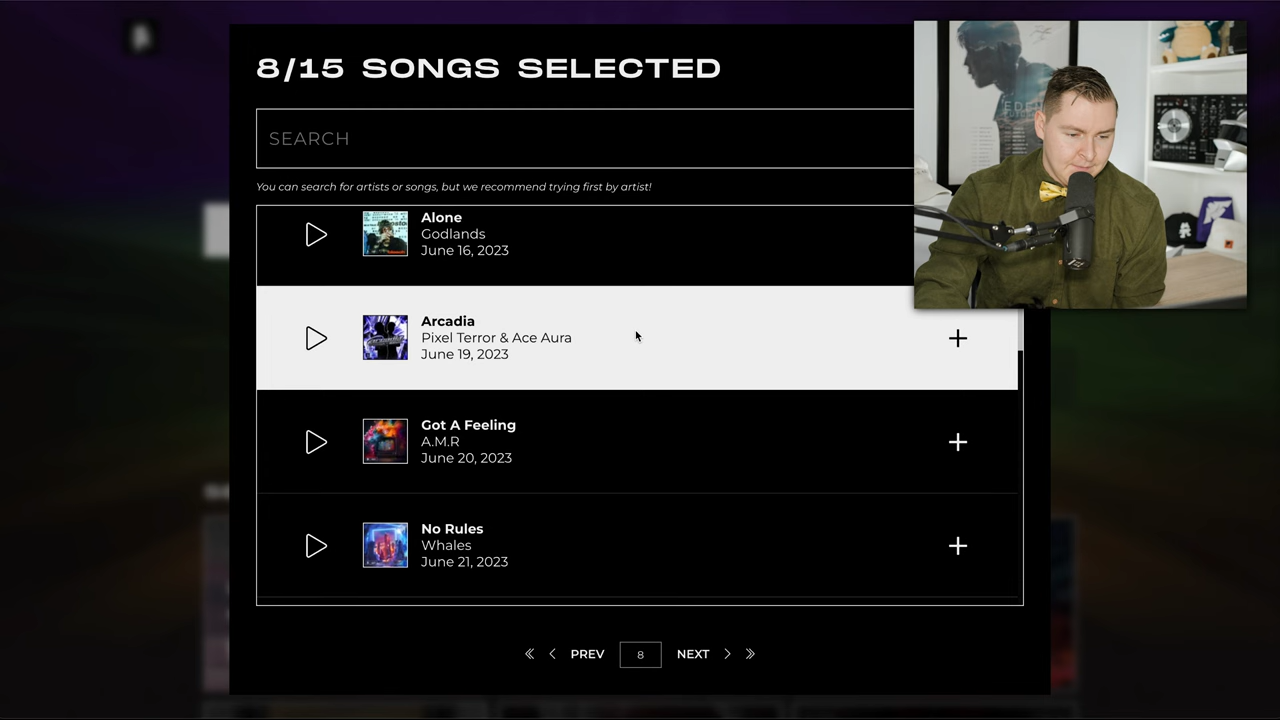 8/15 SONGS SELECTED
SEARCH
You can search for artists or songs, but we recommend trying first by artist!
Alone
Godlands
June 16, 2023
Arcadia
Pixel Terror & Ace Aura
June 19, 2023
Got A Feeling
A.M.R
June 20, 2023
No Rules
Whales
June 21, 2023
PREV
8
NEXT